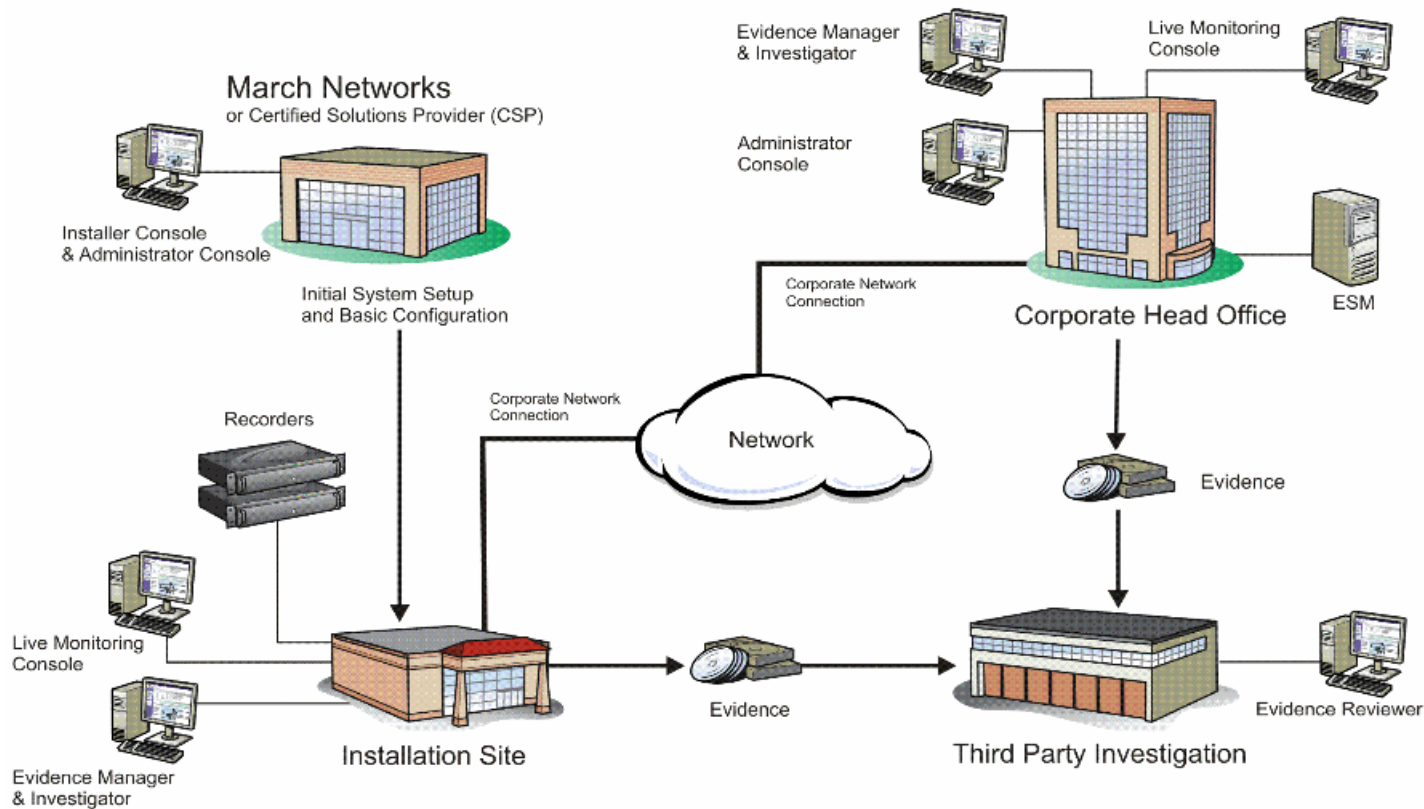 Evidence Manager
& Investigator
Live Monitoring
Console
March Networks
or Certified Solutions Provider (CSP)
Administrator
Console
Installer Console
& Administrator Console
Initial System Setup
and Basic Configuration
Corporate Network
Connection
ESM
Corporate Head Office
Corporate Network
Connection
Recorders
Network
Evidence
Live Monitoring
Console
Evidence
Evidence Reviewer
Installation Site
Third Party Investigation
Evidence Manager
& Investigator